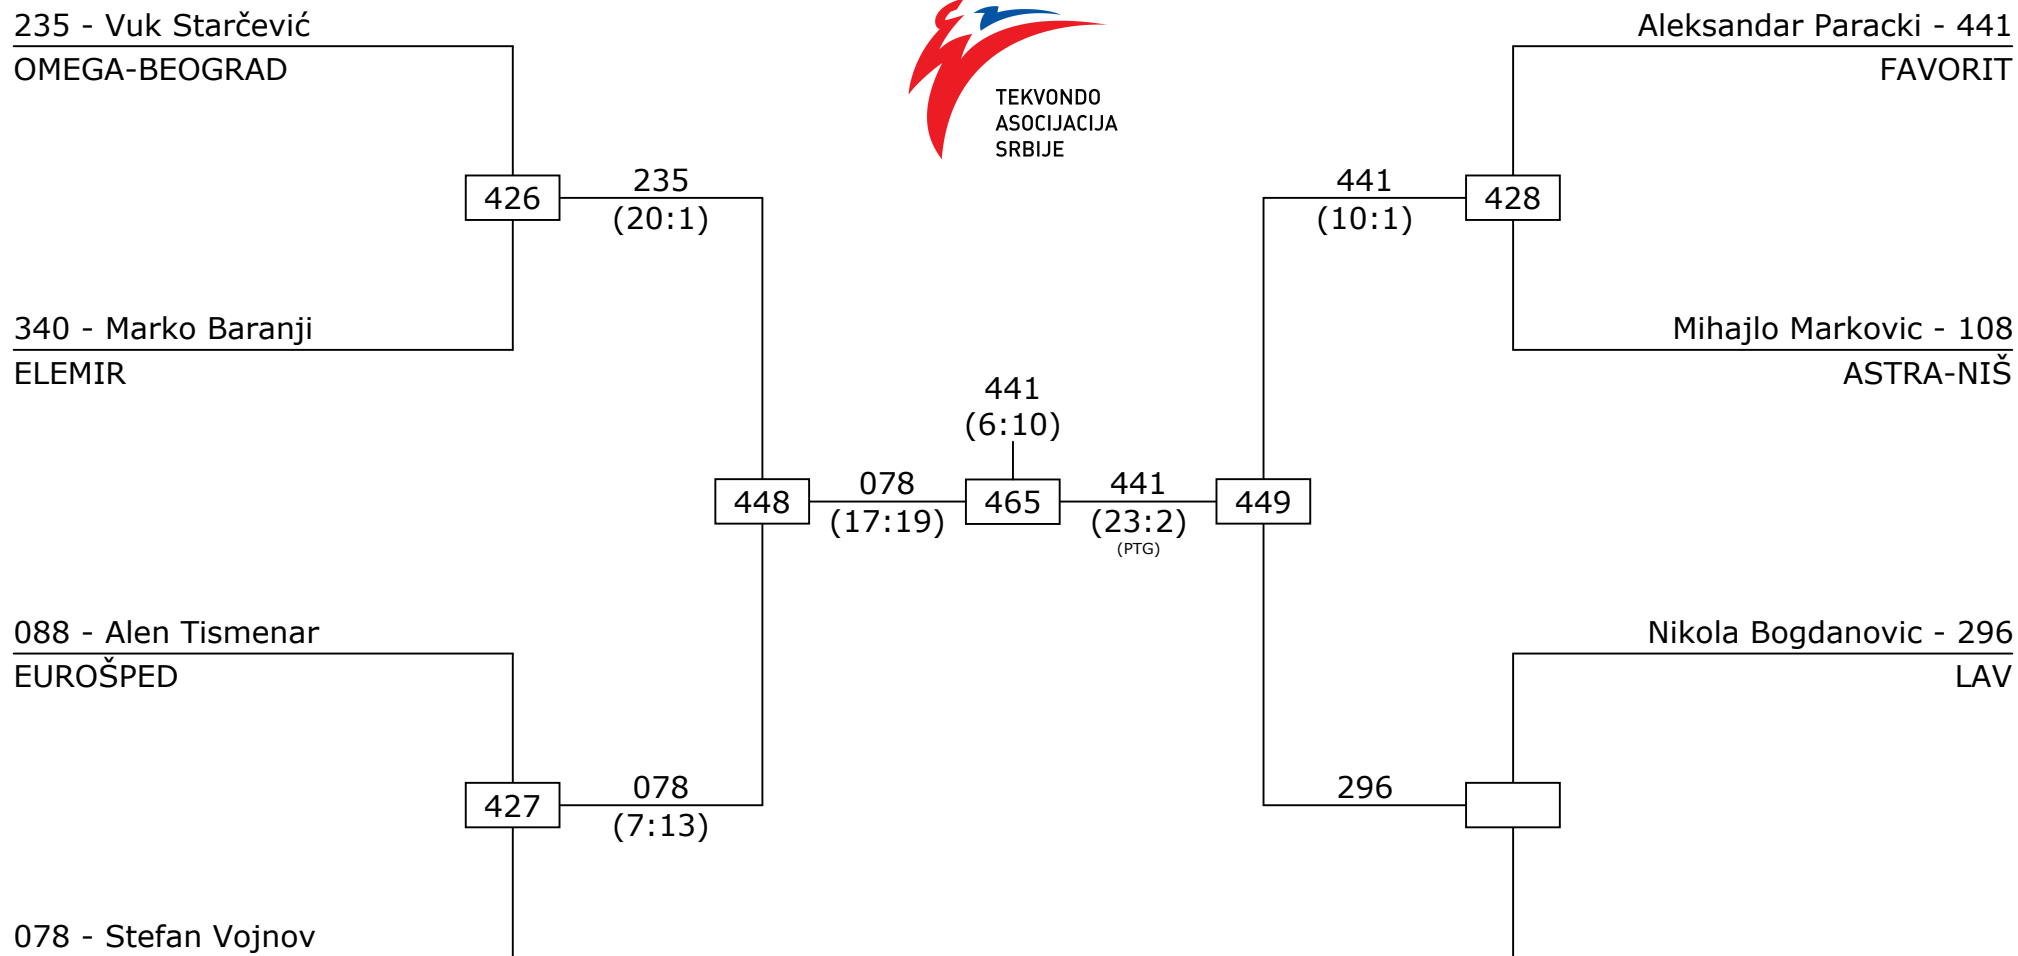 235 - Vuk Starčević
OMEGA-BEOGRAD
TEKVONDO
ASOCIJACIJA
SRBIJE
Aleksandar Paracki - 441
FAVORIT
426
235
(20:1)
441
(10:1)
428
340 - Marko Baranji
ELEMIR
Mihajlo Markovic - 108
ASTRA-NIŠ
441
(6:10)
448
078
(17:19)
465
441
(23:2)
(PTG)
449
088 - Alen Tismenar
EUROŠPED
Nikola Bogdanovic - 296
LAV
427
078
(7:13)
296
078 - Stefan Vojnov